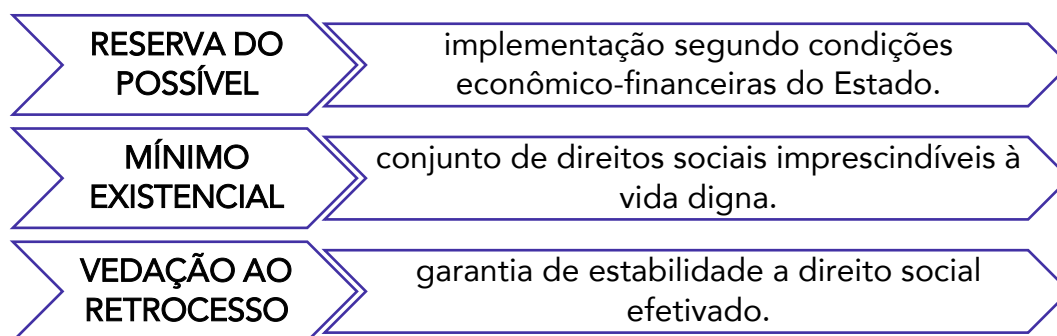 RESERVA DO
POSSÍVEL
implementação segundo condições
econômico-financeiras do Estado.
MÍNIMO
EXISTENCIAL
conjunto de direitos sociais imprescindíveis à
vida digna.
VEDAÇÃO AO
RETROCESSO
garantia de estabilidade a direito social
efetivado.